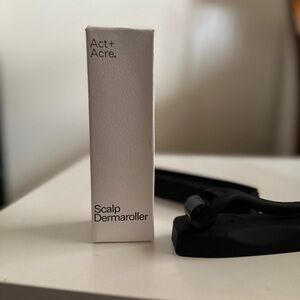 Act+
Acre.
Scalp
Dermaroller